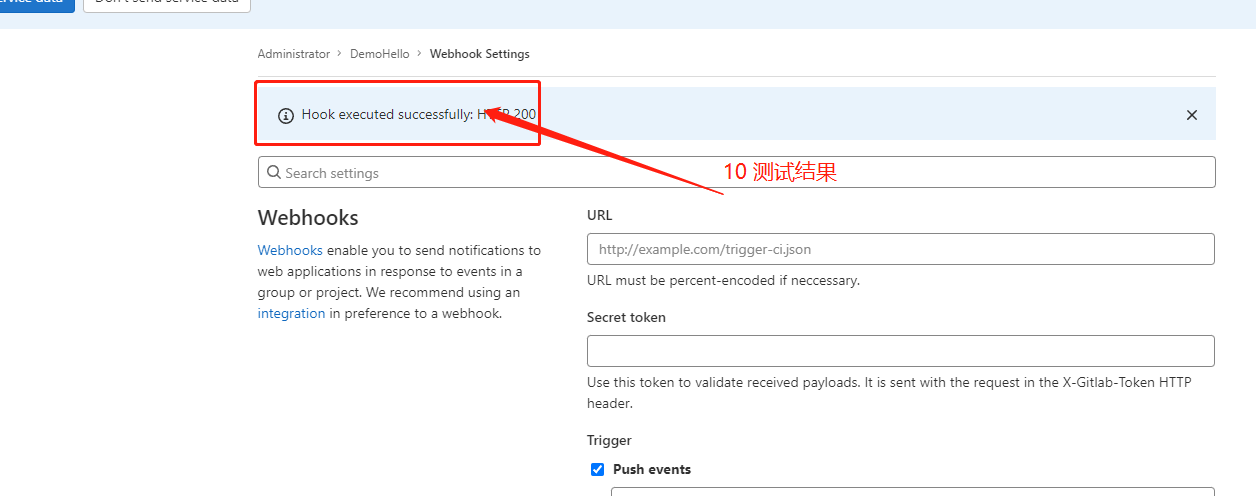 service data
Don't send service data
Administrator › DemoHello › Webhook Settings
Hook executed successfully: HTTP 200
10 测试结果
Search settings
Webhooks
Webhooks enable you to send notifications to
web applications in response to events in a
group or project. We recommend using an
integration in preference to a webhook.
URL
http://example.com/trigger-ci.json
URL must be percent-encoded if neccessary.
Secret token
Use this token to validate received payloads. It is sent with the request in the X-Gitlab-Token HTTP
header.
Trigger
Push events